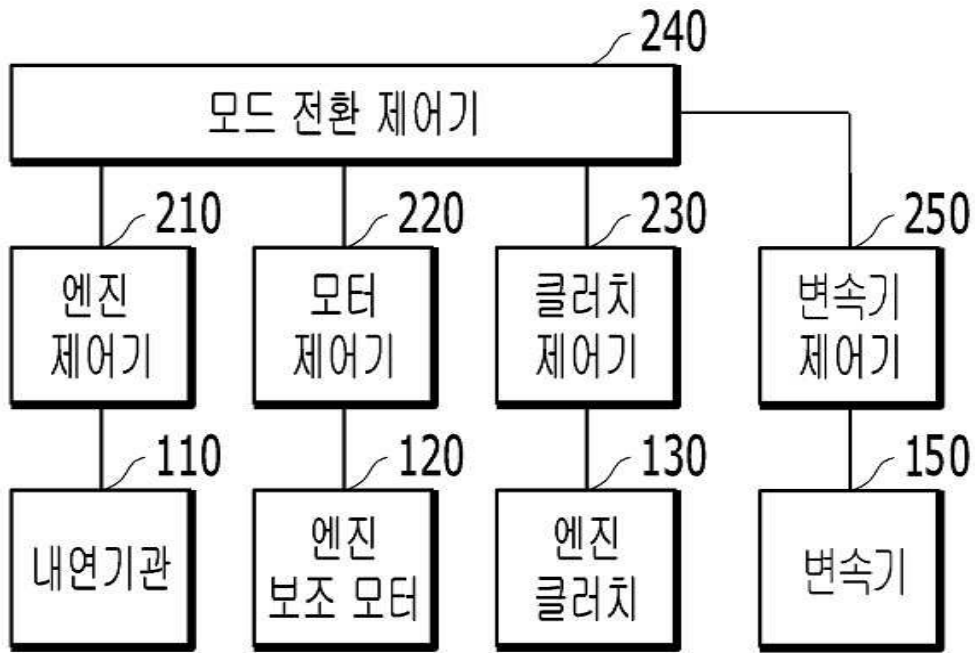 240
모드 전환 제어기
210
220
230
250
엔진
제어기
모터
제어기
클러치
제어기
변속기
제어기
110
120
130
150
내연기관
엔진
보조 모터
엔진
클러치
변속기